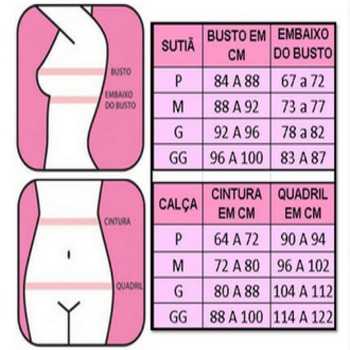 BUSTO
EMBAIXO
DO BUSTO
SUTIÃ BUSTO EM CM EMBAIXO DO BUSTO
P 84 A 88 67 a 72
M 88 A 92 73 a 77
G 92 A 96 78 a 82
GG 96 A 100 83 A 87
CINTURA
QUADRIL
CALÇA CINTURA EM CM QUADRIL EM CM
P 64 A 72 90 A 94
M 72 A 80 96 A 102
G 80 A 88 104 A 112
GG 88 A 100 114 A 122